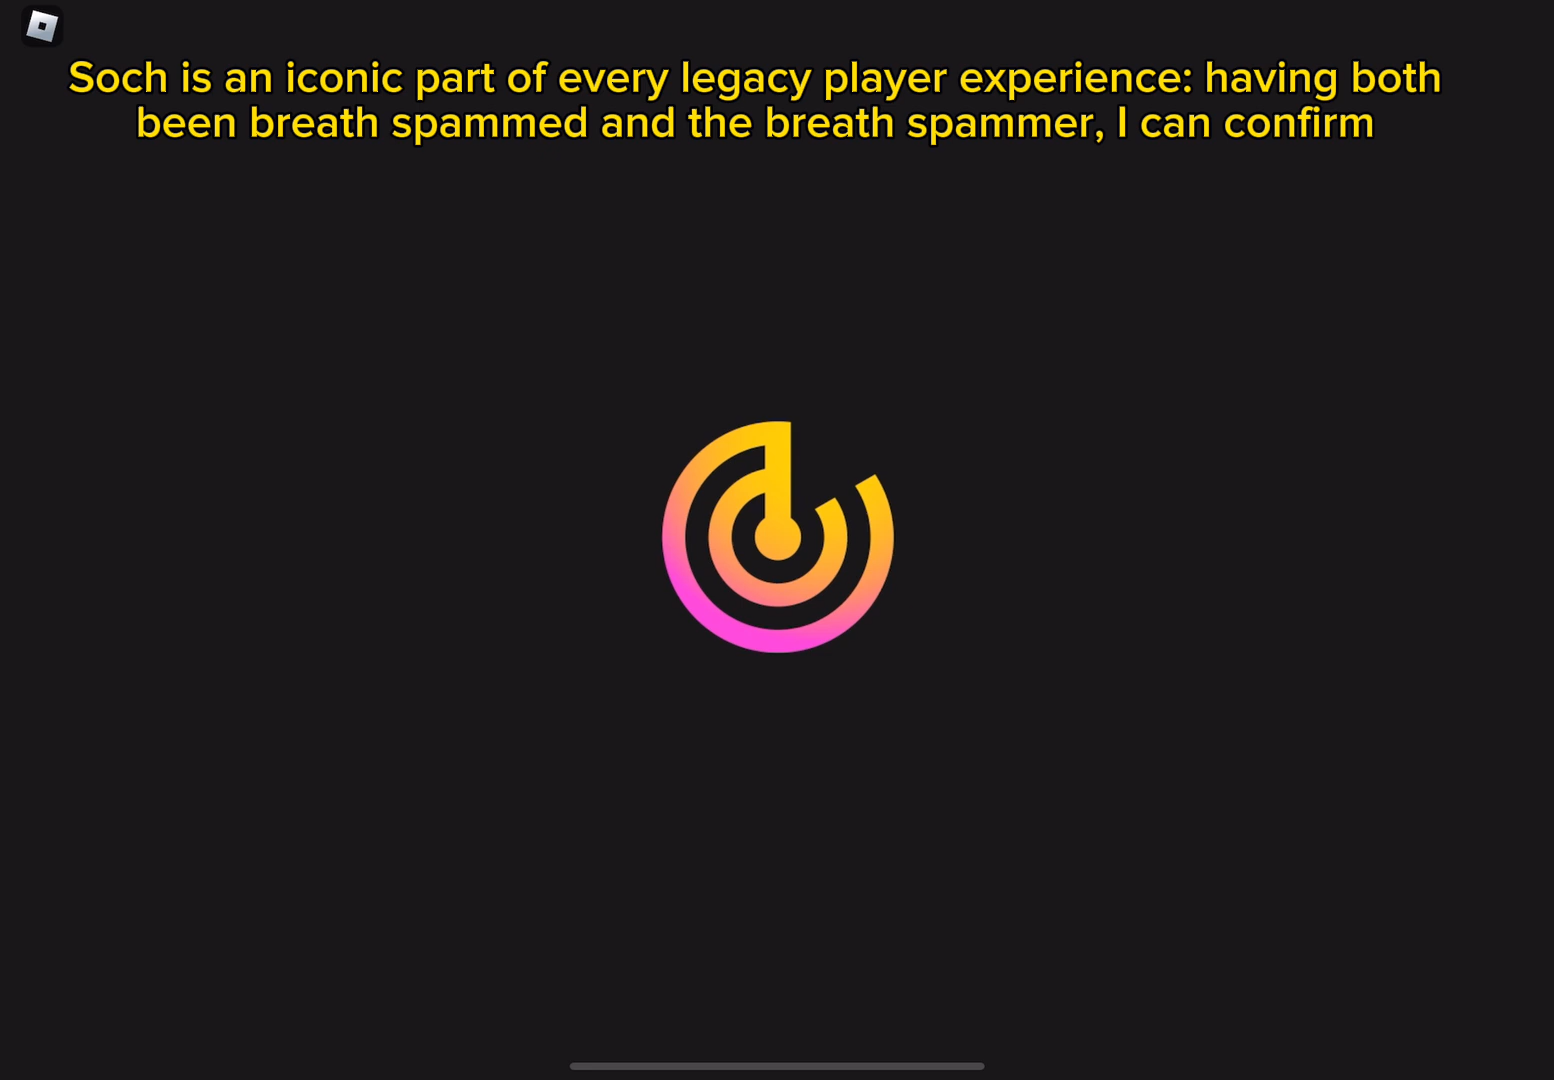 Soch is an iconic part of every legacy player experience: having both
been breath spammed and the breath spammer, I can confirm